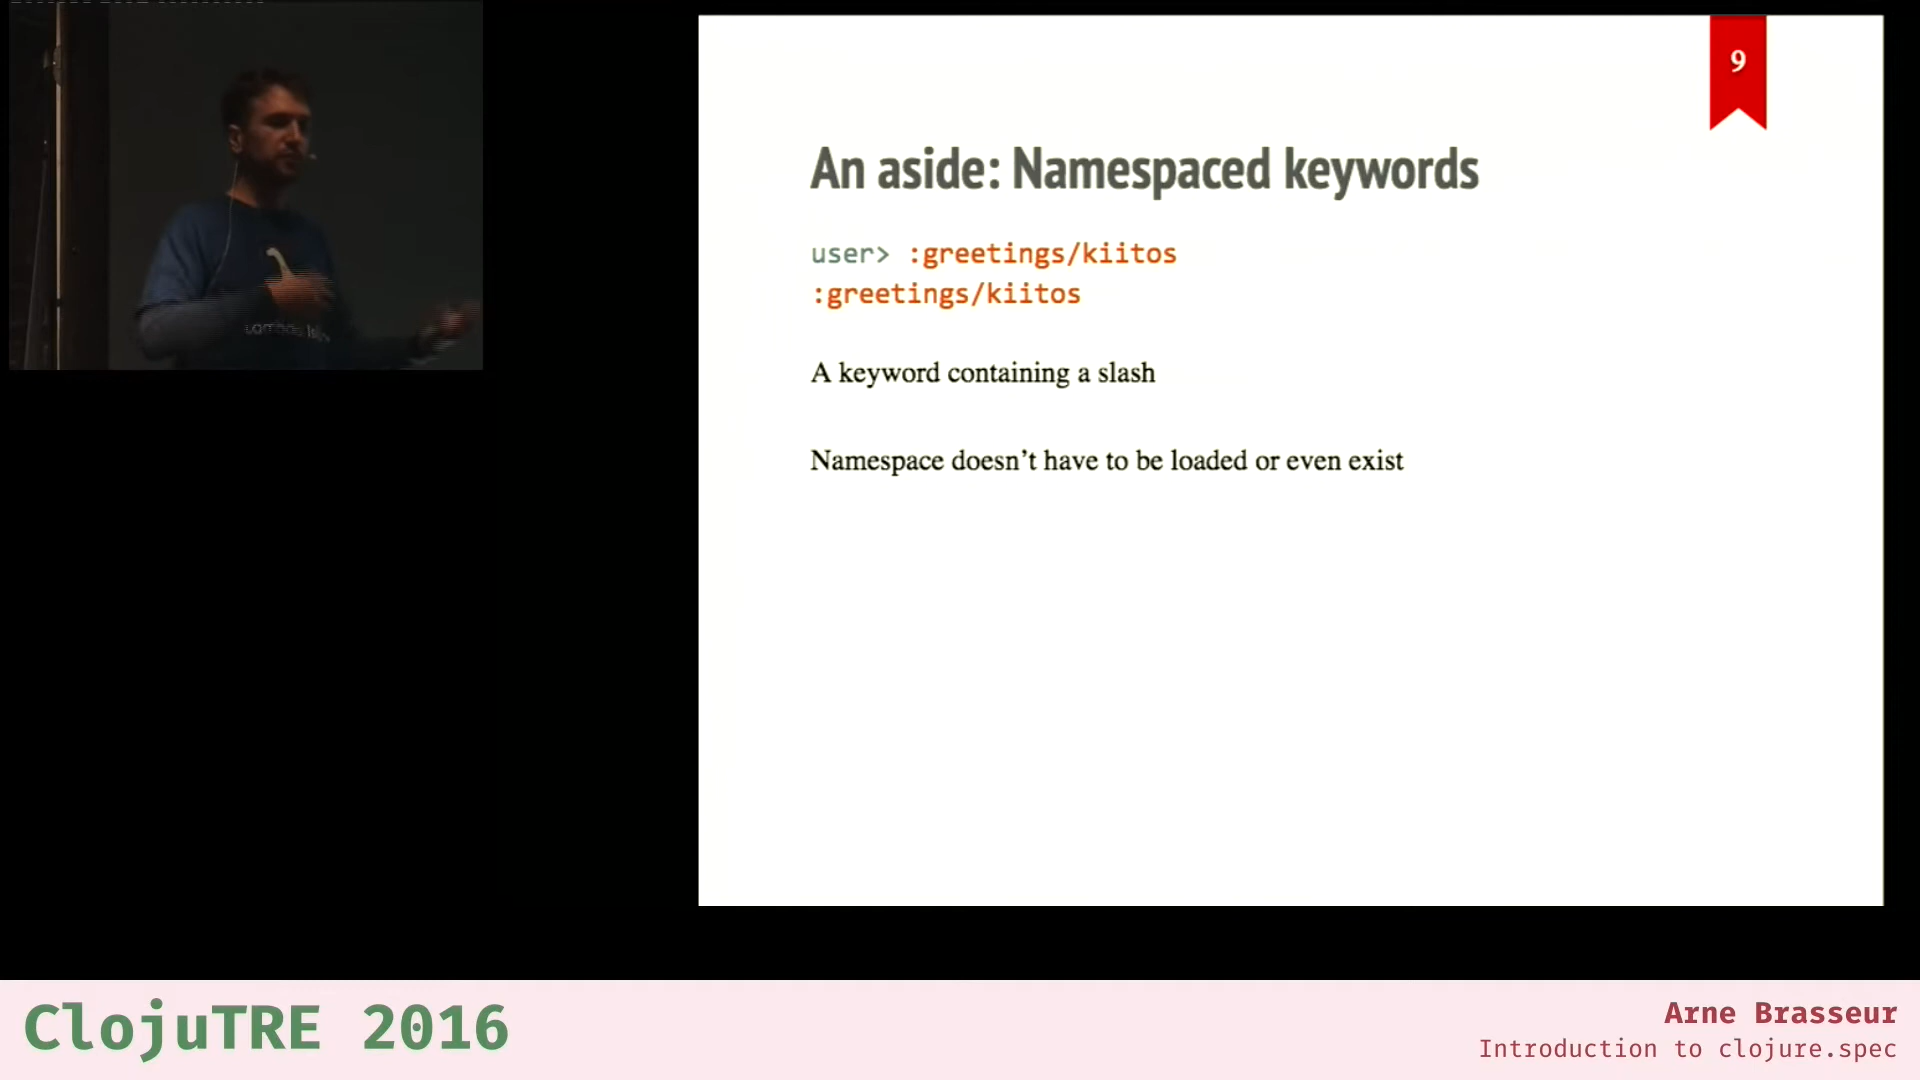 9
An aside: Namespaced keywords
user> :greetings/kiitos
:greetings/kiitos
A keyword containing a slash
Namespace doesn't have to be loaded or even exist
ClojuTRE 2016
Arne Brasseur
Introduction to clojure.spec